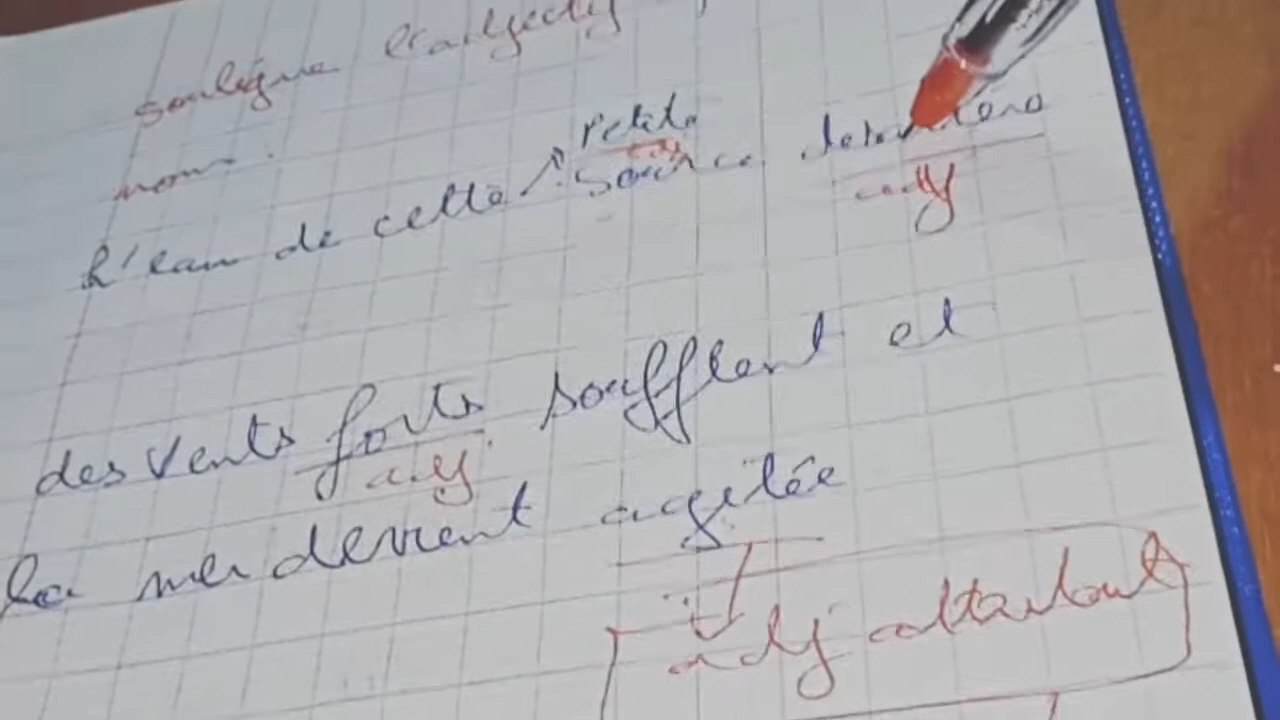 souligne l'adjectif
nom.
petite
L'eau de cette source
adj
des vents forts soufflent et
adj
la mer devient agitée
adj attribut